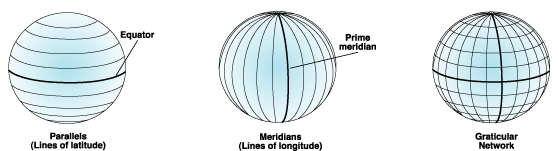 Equator
Parallels
(Lines of latitude)
Prime
meridian
Meridians
(Lines of longitude)
Graticular
Network